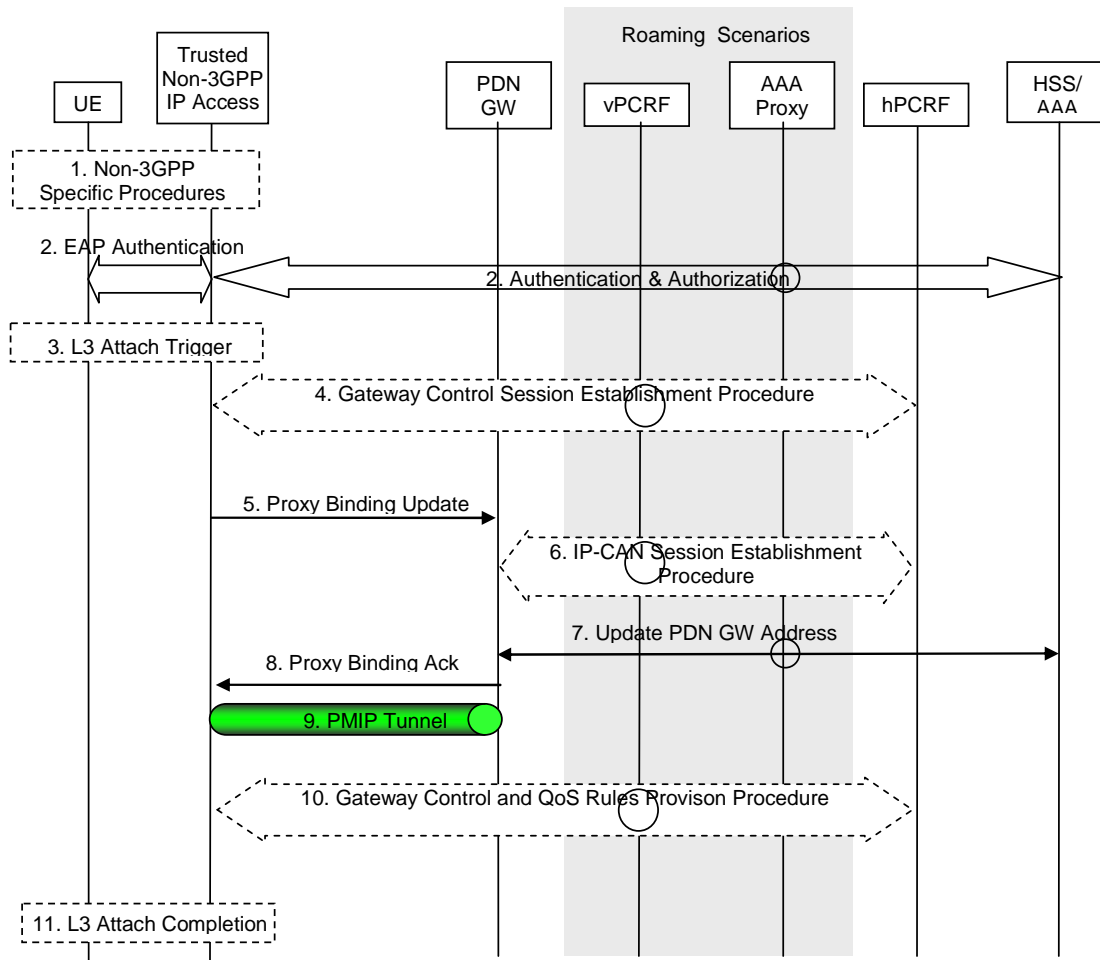 Roaming Scenarios
UE
Trusted
Non-3GPP
IP Access
PDN
GW
vPCRF
AAA
Proxy
hPCRF
HSS/
AAA
1. Non-3GPP
Specific Procedures
2. EAP Authentication
2. Authentication & Authorization
3. L3 Attach Trigger
4. Gateway Control Session Establishment Procedure
5. Proxy Binding Update
6. IP-CAN Session Establishment
Procedure
7. Update PDN GW Address
8. Proxy Binding Ack
9. PMIP Tunnel
10. Gateway Control and QoS Rules Provison Procedure
11. L3 Attach Completion